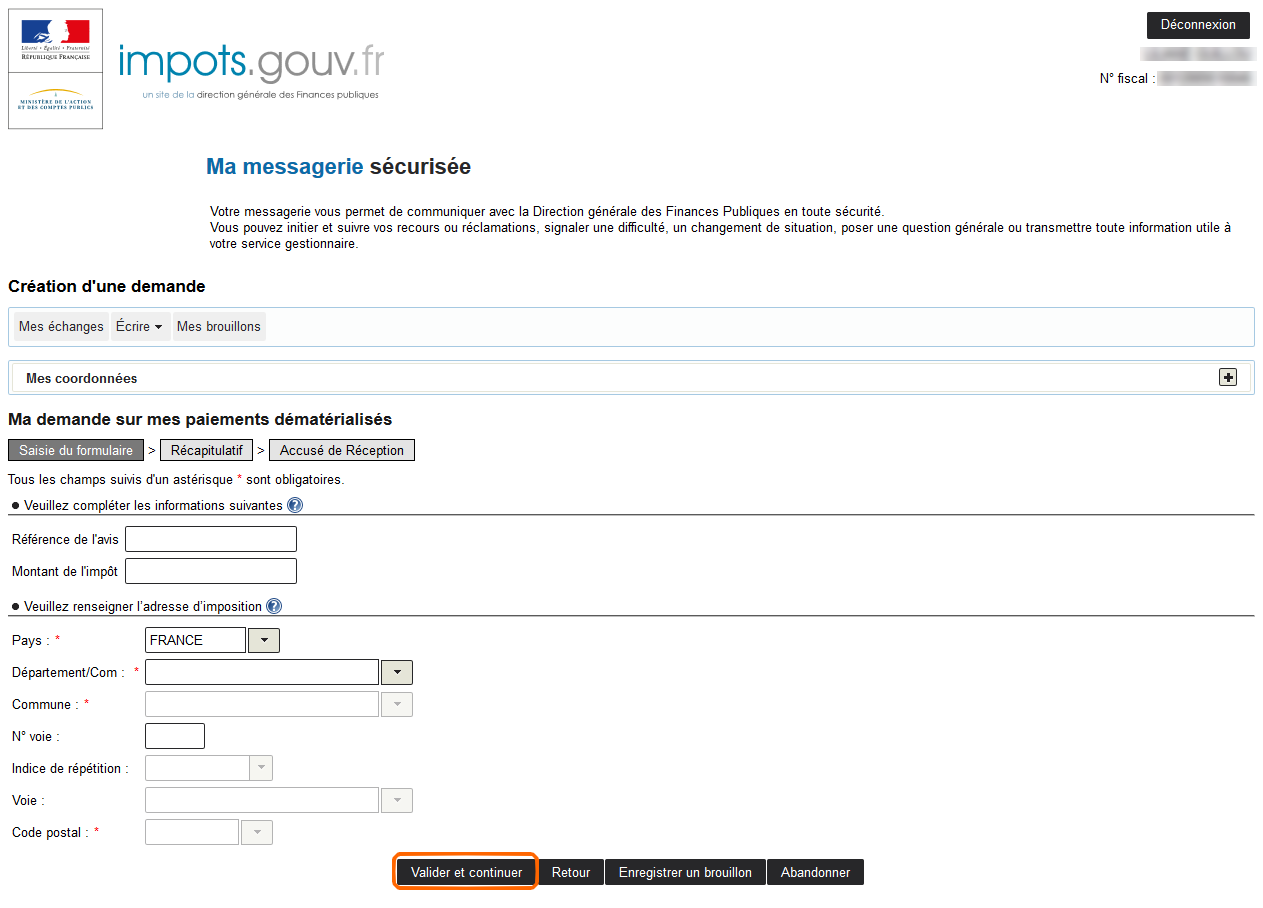 Déconnexion
Liberté • Égalité • Fraternité
RÉPUBLIQUE FRANÇAISE
MINISTÈRE DE L'ACTION
ET DES COMPTES PUBLICS
impots.gouv.fr
un site de la direction générale des Finances publiques
N° fiscal :
Ma messagerie sécurisée
Votre messagerie vous permet de communiquer avec la Direction générale des Finances Publiques en toute sécurité.
Vous pouvez initier et suivre vos recours ou réclamations, signaler une difficulté, un changement de situation, poser une question générale ou transmettre toute information utile à
votre service gestionnaire.
Création d'une demande
Mes échanges Écrire Mes brouillons
Mes coordonnées
Ma demande sur mes paiements dématérialisés
Saisie du formulaire > Récapitulatif > Accusé de Réception
Tous les champs suivis d'un astérisque * sont obligatoires.
• Veuillez compléter les informations suivantes ?
Référence de l'avis
Montant de l'impôt
• Veuillez renseigner l’adresse d’imposition ?
Pays : * FRANCE
Département/Com : *
Commune : *
N° voie :
Indice de répétition :
Voie :
Code postal : *
Valider et continuer Retour Enregistrer un brouillon Abandonner